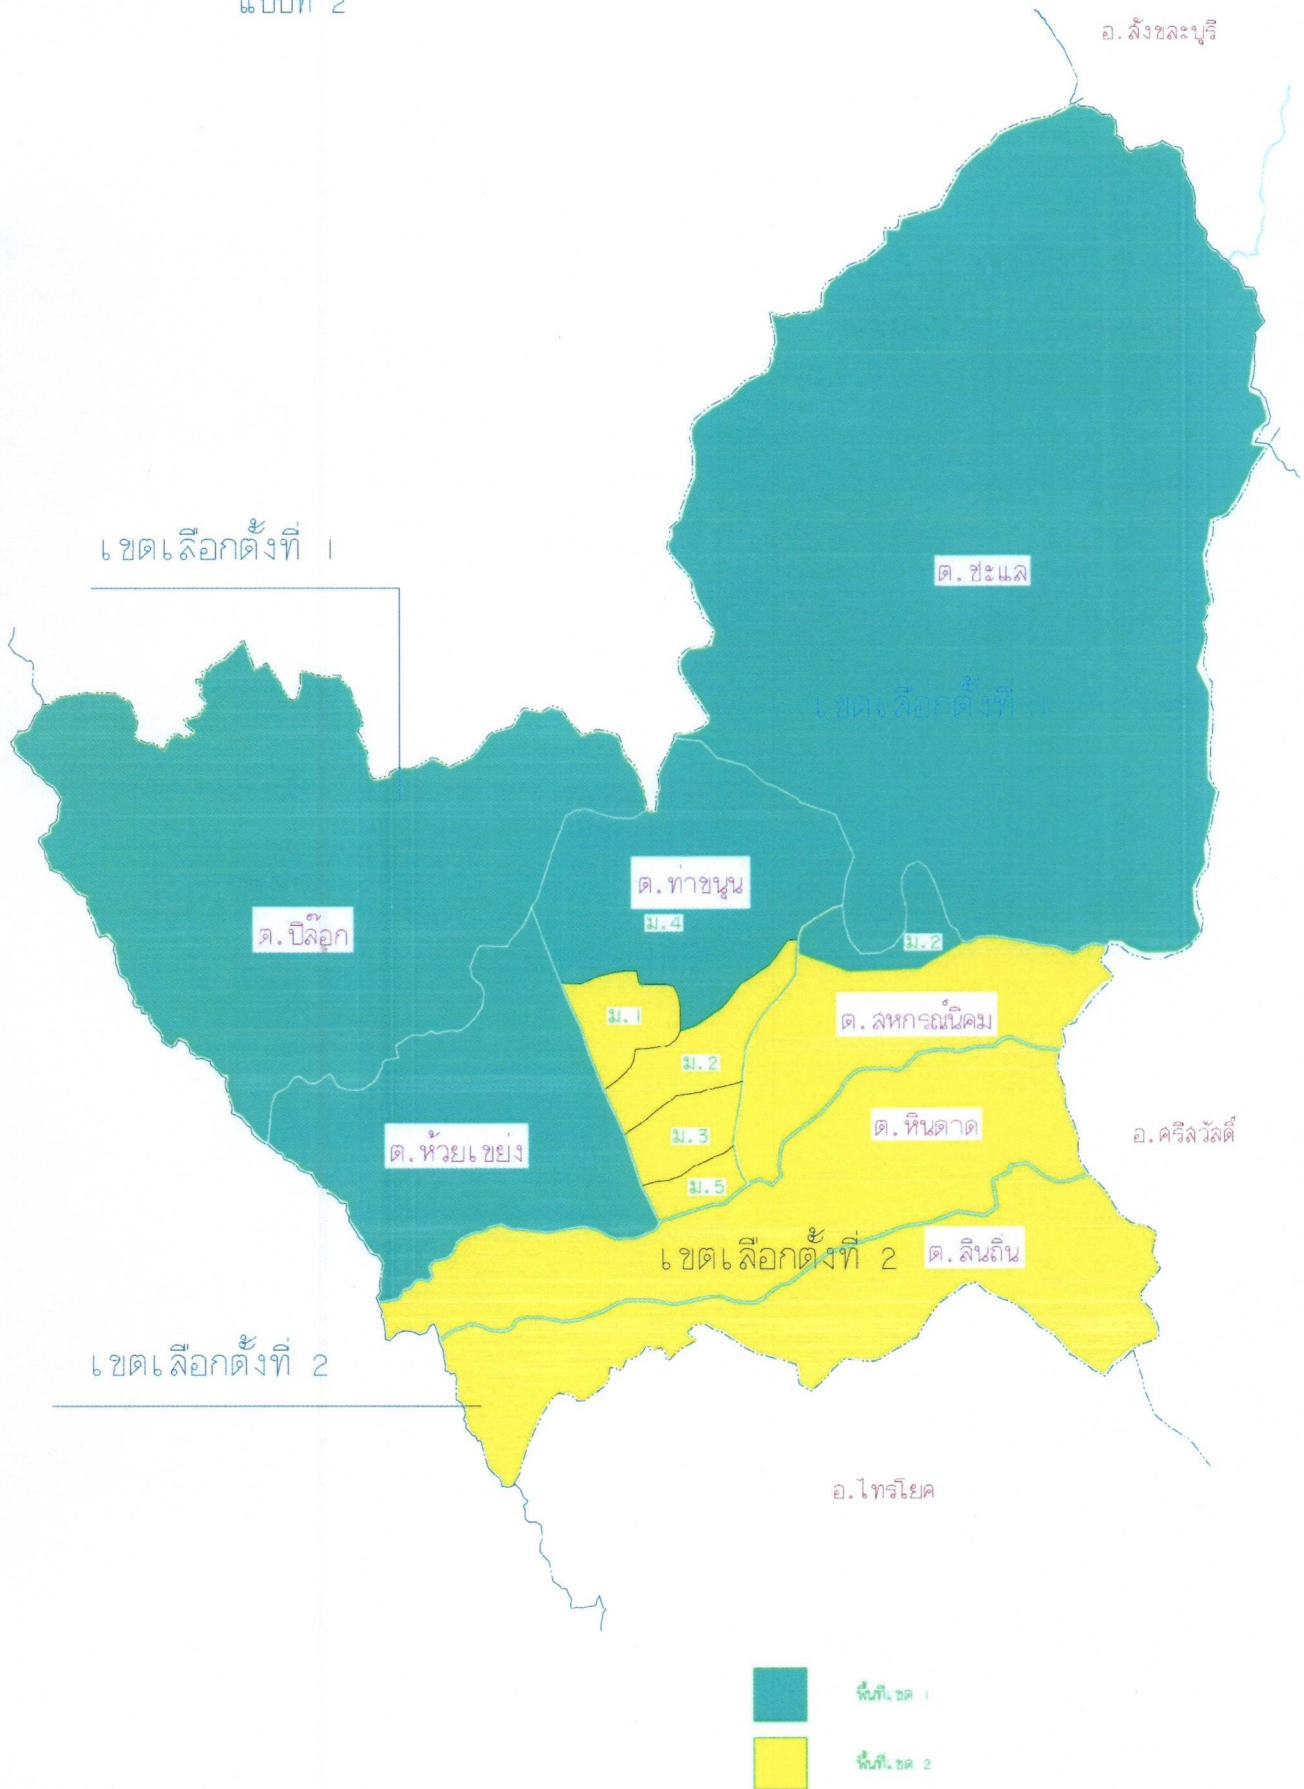 แบบที่ 2
อ.สังขละบุรี
เขตเลือกตั้งที่ 1
ต.ชะแล
เขตเลือกตั้งที่ 1
ต.ท่าขนุน
ม.4
ต.ปิล๊อก
ม.2
ม.1
ต.สหกรณ์นิคม
ม.2
ต.หินดาด
ม.3
อ.ศรีสวัสดิ์
ต.ห้วยเขย่ง
ม.5
เขตเลือกตั้งที่ 2
ต.ลิ่นถิ่น
เขตเลือกตั้งที่ 2
อ.ไทรโยค
พื้นที่เขต 1
พื้นที่เขต 2